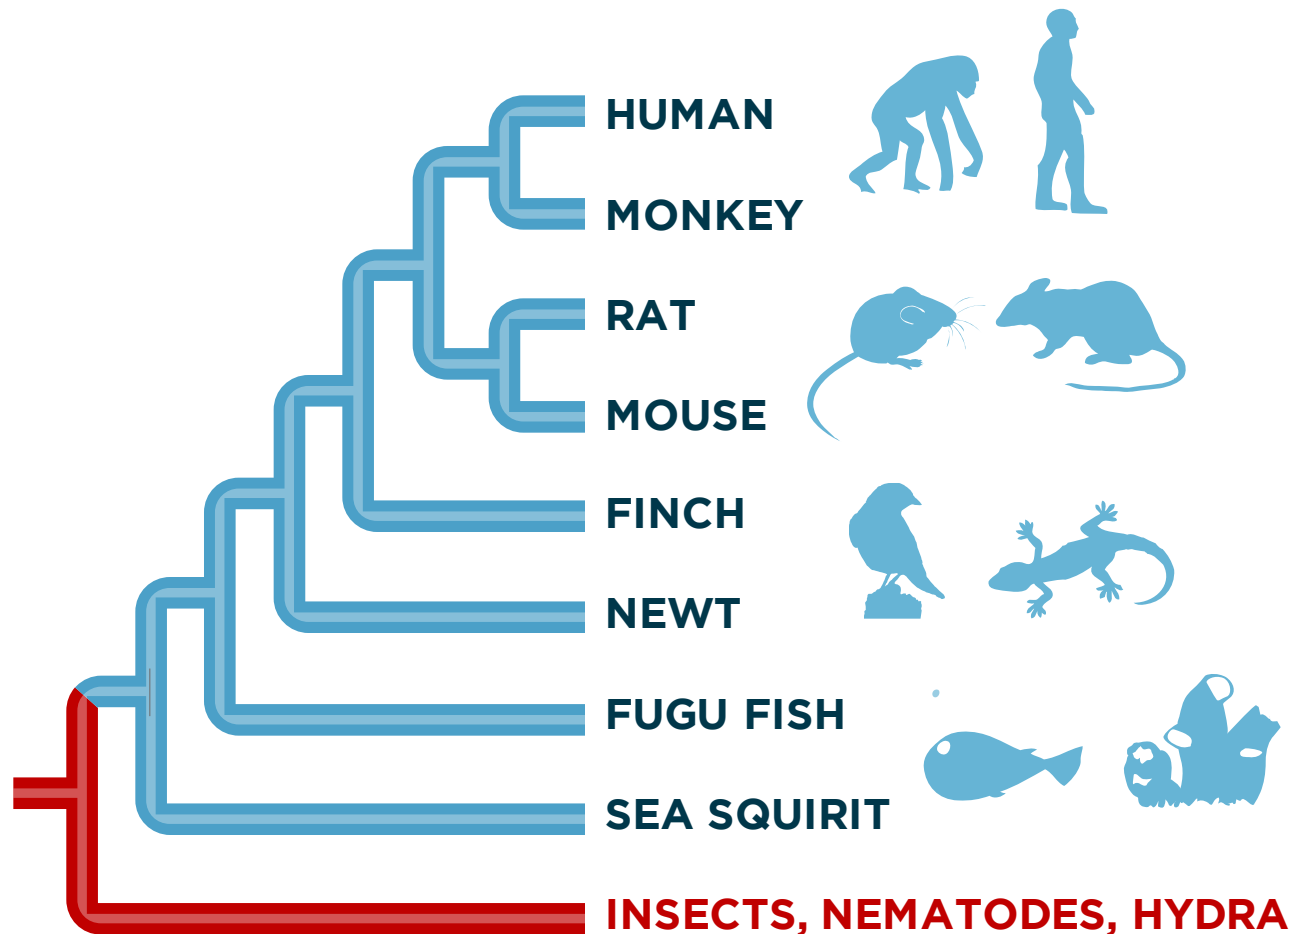 HUMAN
MONKEY
RAT
MOUSE
FINCH
NEWT
FUGU FISH
SEA SQUIRIT
INSECTS, NEMATODES, HYDRA